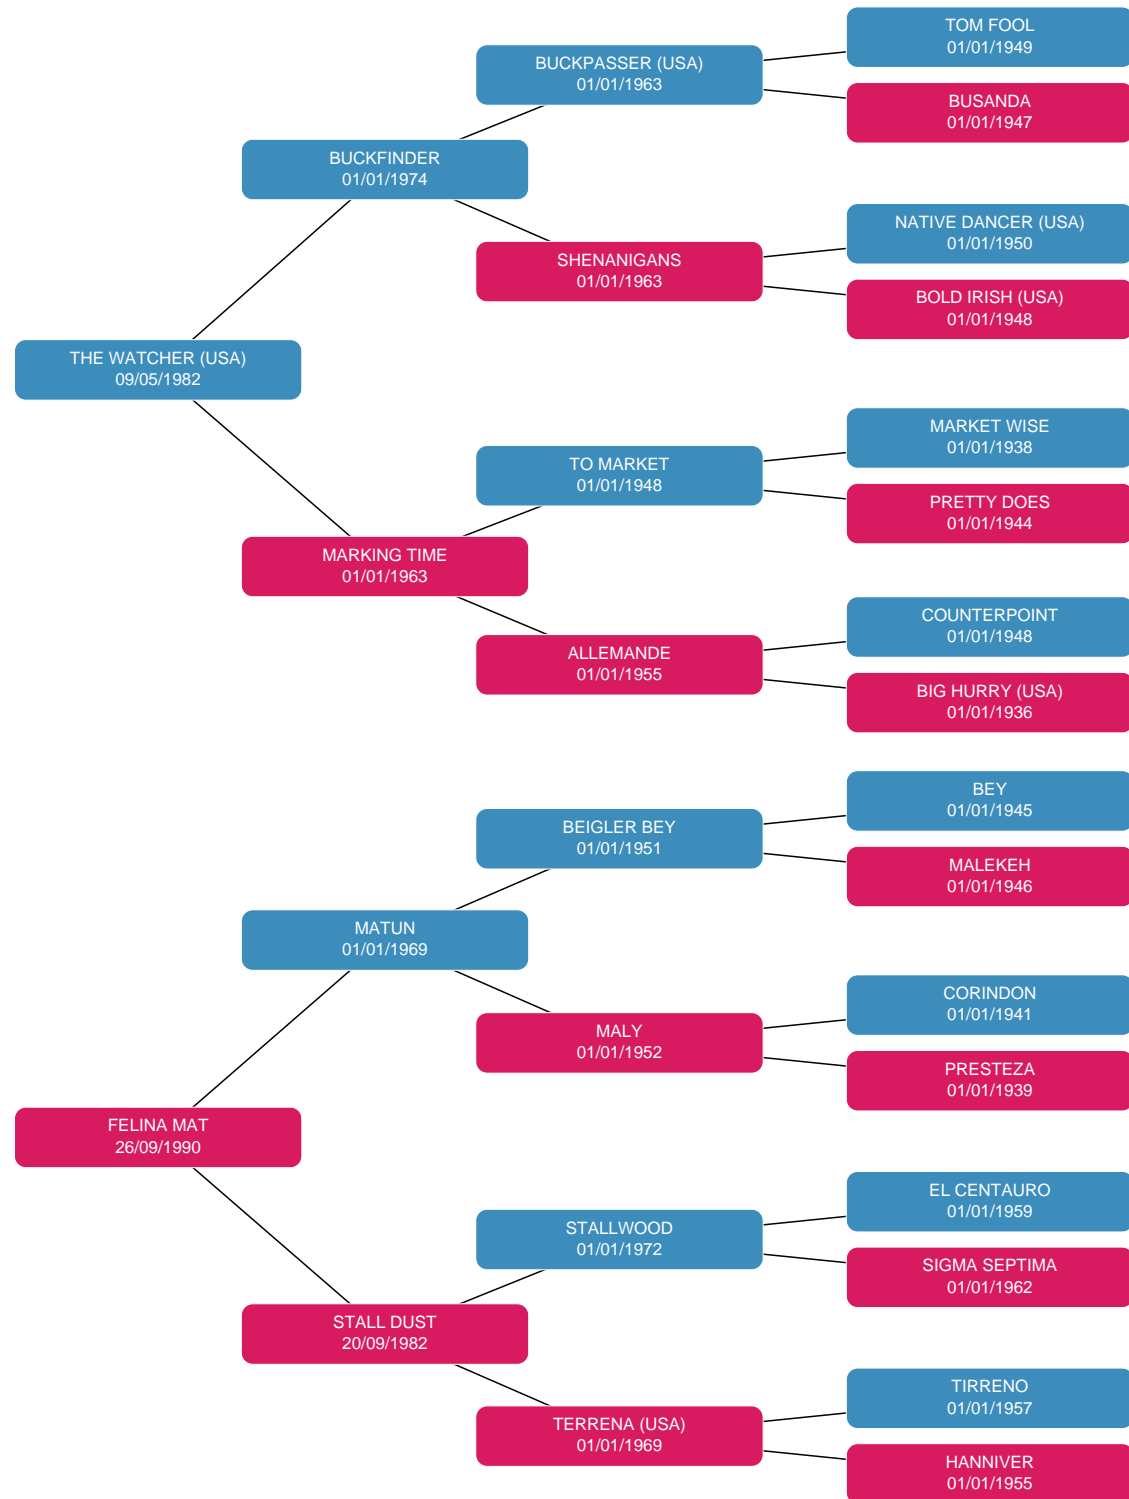 TOM FOOL
01/01/1949
BUCKPASSER (USA)
01/01/1963
BUSANDA
01/01/1947
BUCKFINDER
01/01/1974
NATIVE DANCER (USA)
01/01/1950
SHENANIGANS
01/01/1963
BOLD IRISH (USA)
01/01/1948
THE WATCHER (USA)
09/05/1982
MARKET WISE
01/01/1938
TO MARKET
01/01/1948
PRETTY DOES
01/01/1944
MARKING TIME
01/01/1963
COUNTERPOINT
01/01/1948
ALLEMANDE
01/01/1955
BIG HURRY (USA)
01/01/1936
BEY
01/01/1945
BEIGLER BEY
01/01/1951
MALEKEH
01/01/1946
MATUN
01/01/1969
CORINDON
01/01/1941
MALY
01/01/1952
PRESTEZA
01/01/1939
FELINA MAT
26/09/1990
EL CENTAURO
01/01/1959
STALLWOOD
01/01/1972
SIGMA SEPTIMA
01/01/1962
STALL DUST
20/09/1982
TIRRENO
01/01/1957
TERRENA (USA)
01/01/1969
HANNIVER
01/01/1955